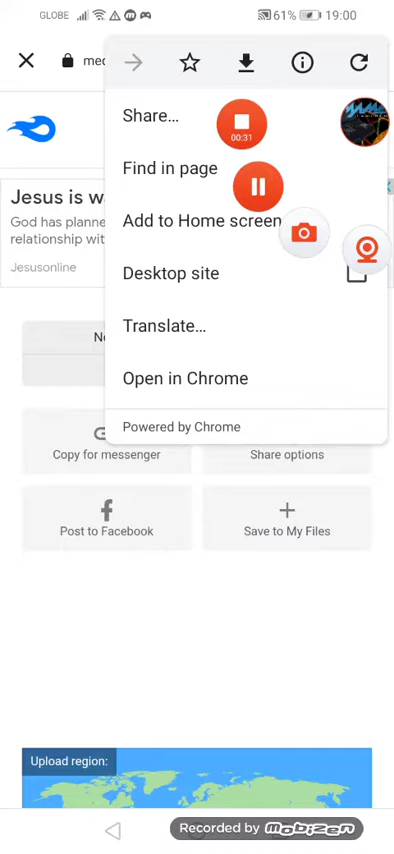 GLOBE
61%
19:00
med
Share...
00:31
Jesus is w
Find in page
God has planne
relationship wit
Add to Home screen
Jesusonline
Desktop site
Translate...
Open in Chrome
Powered by Chrome
Copy for messenger
Share options
Post to Facebook
Save to My Files
Upload region:
Recorded by MOBIZEN